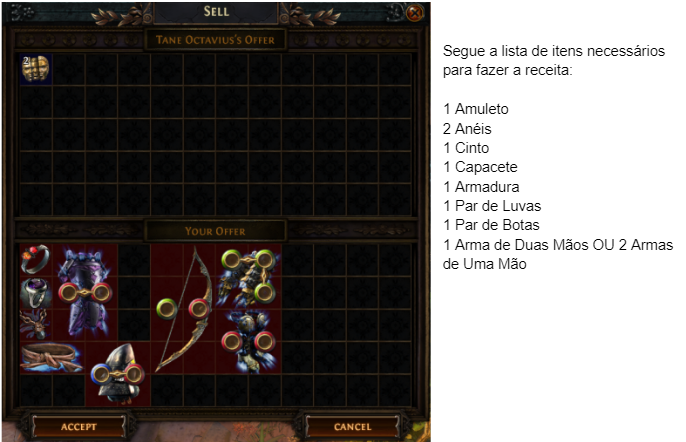 SELL
TANE OCTAVIUS'S OFFER
2
YOUR OFFER
ACCEPT
CANCEL
Segue a lista de itens necessários
para fazer a receita:
1 Amuleto
2 Anéis
1 Cinto
1 Capacete
1 Armadura
1 Par de Luvas
1 Par de Botas
1 Arma de Duas Mãos OU 2 Armas
de Uma Mão